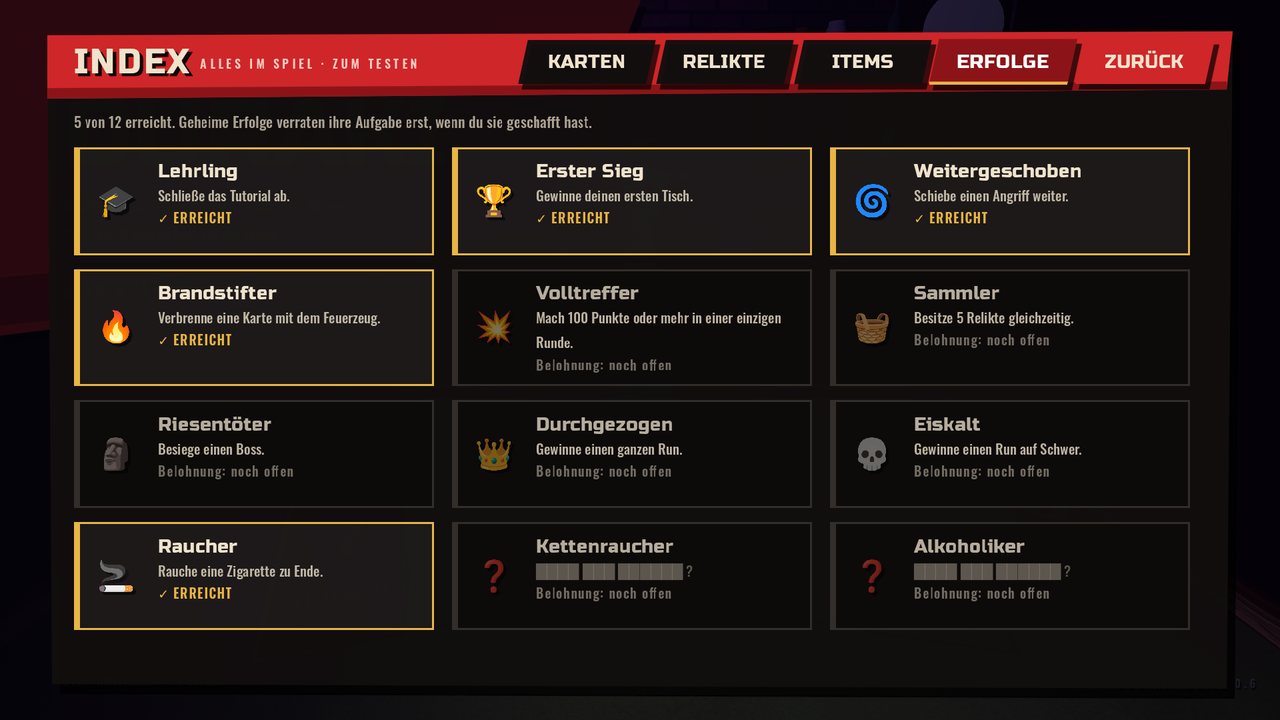 INDEX ALLES IM SPIEL · ZUM TESTEN
KARTEN
RELIKTE
ITEMS
ERFOLGE
ZURÜCK
5 von 12 erreicht. Geheime Erfolge verraten ihre Aufgabe erst, wenn du sie geschafft hast.
Lehrling
Schließe das Tutorial ab.
✓ ERREICHT
Erster Sieg
Gewinne deinen ersten Tisch.
✓ ERREICHT
Weitergeschoben
Schiebe einen Angriff weiter.
✓ ERREICHT
Brandstifter
Verbrenne eine Karte mit dem Feuerzeug.
✓ ERREICHT
Volltreffer
Mach 100 Punkte oder mehr in einer einzigen
Runde.
Belohnung: noch offen
Sammler
Besitze 5 Relikte gleichzeitig.
Belohnung: noch offen
Riesentöter
Besiege einen Boss.
Belohnung: noch offen
Durchgezogen
Gewinne einen ganzen Run.
Belohnung: noch offen
Eiskalt
Gewinne einen Run auf Schwer.
Belohnung: noch offen
Raucher
Rauche eine Zigarette zu Ende.
✓ ERREICHT
Kettenraucher
████ ███ ██████ ?
Belohnung: noch offen
Alkoholiker
████ ███ ██████ ?
Belohnung: noch offen